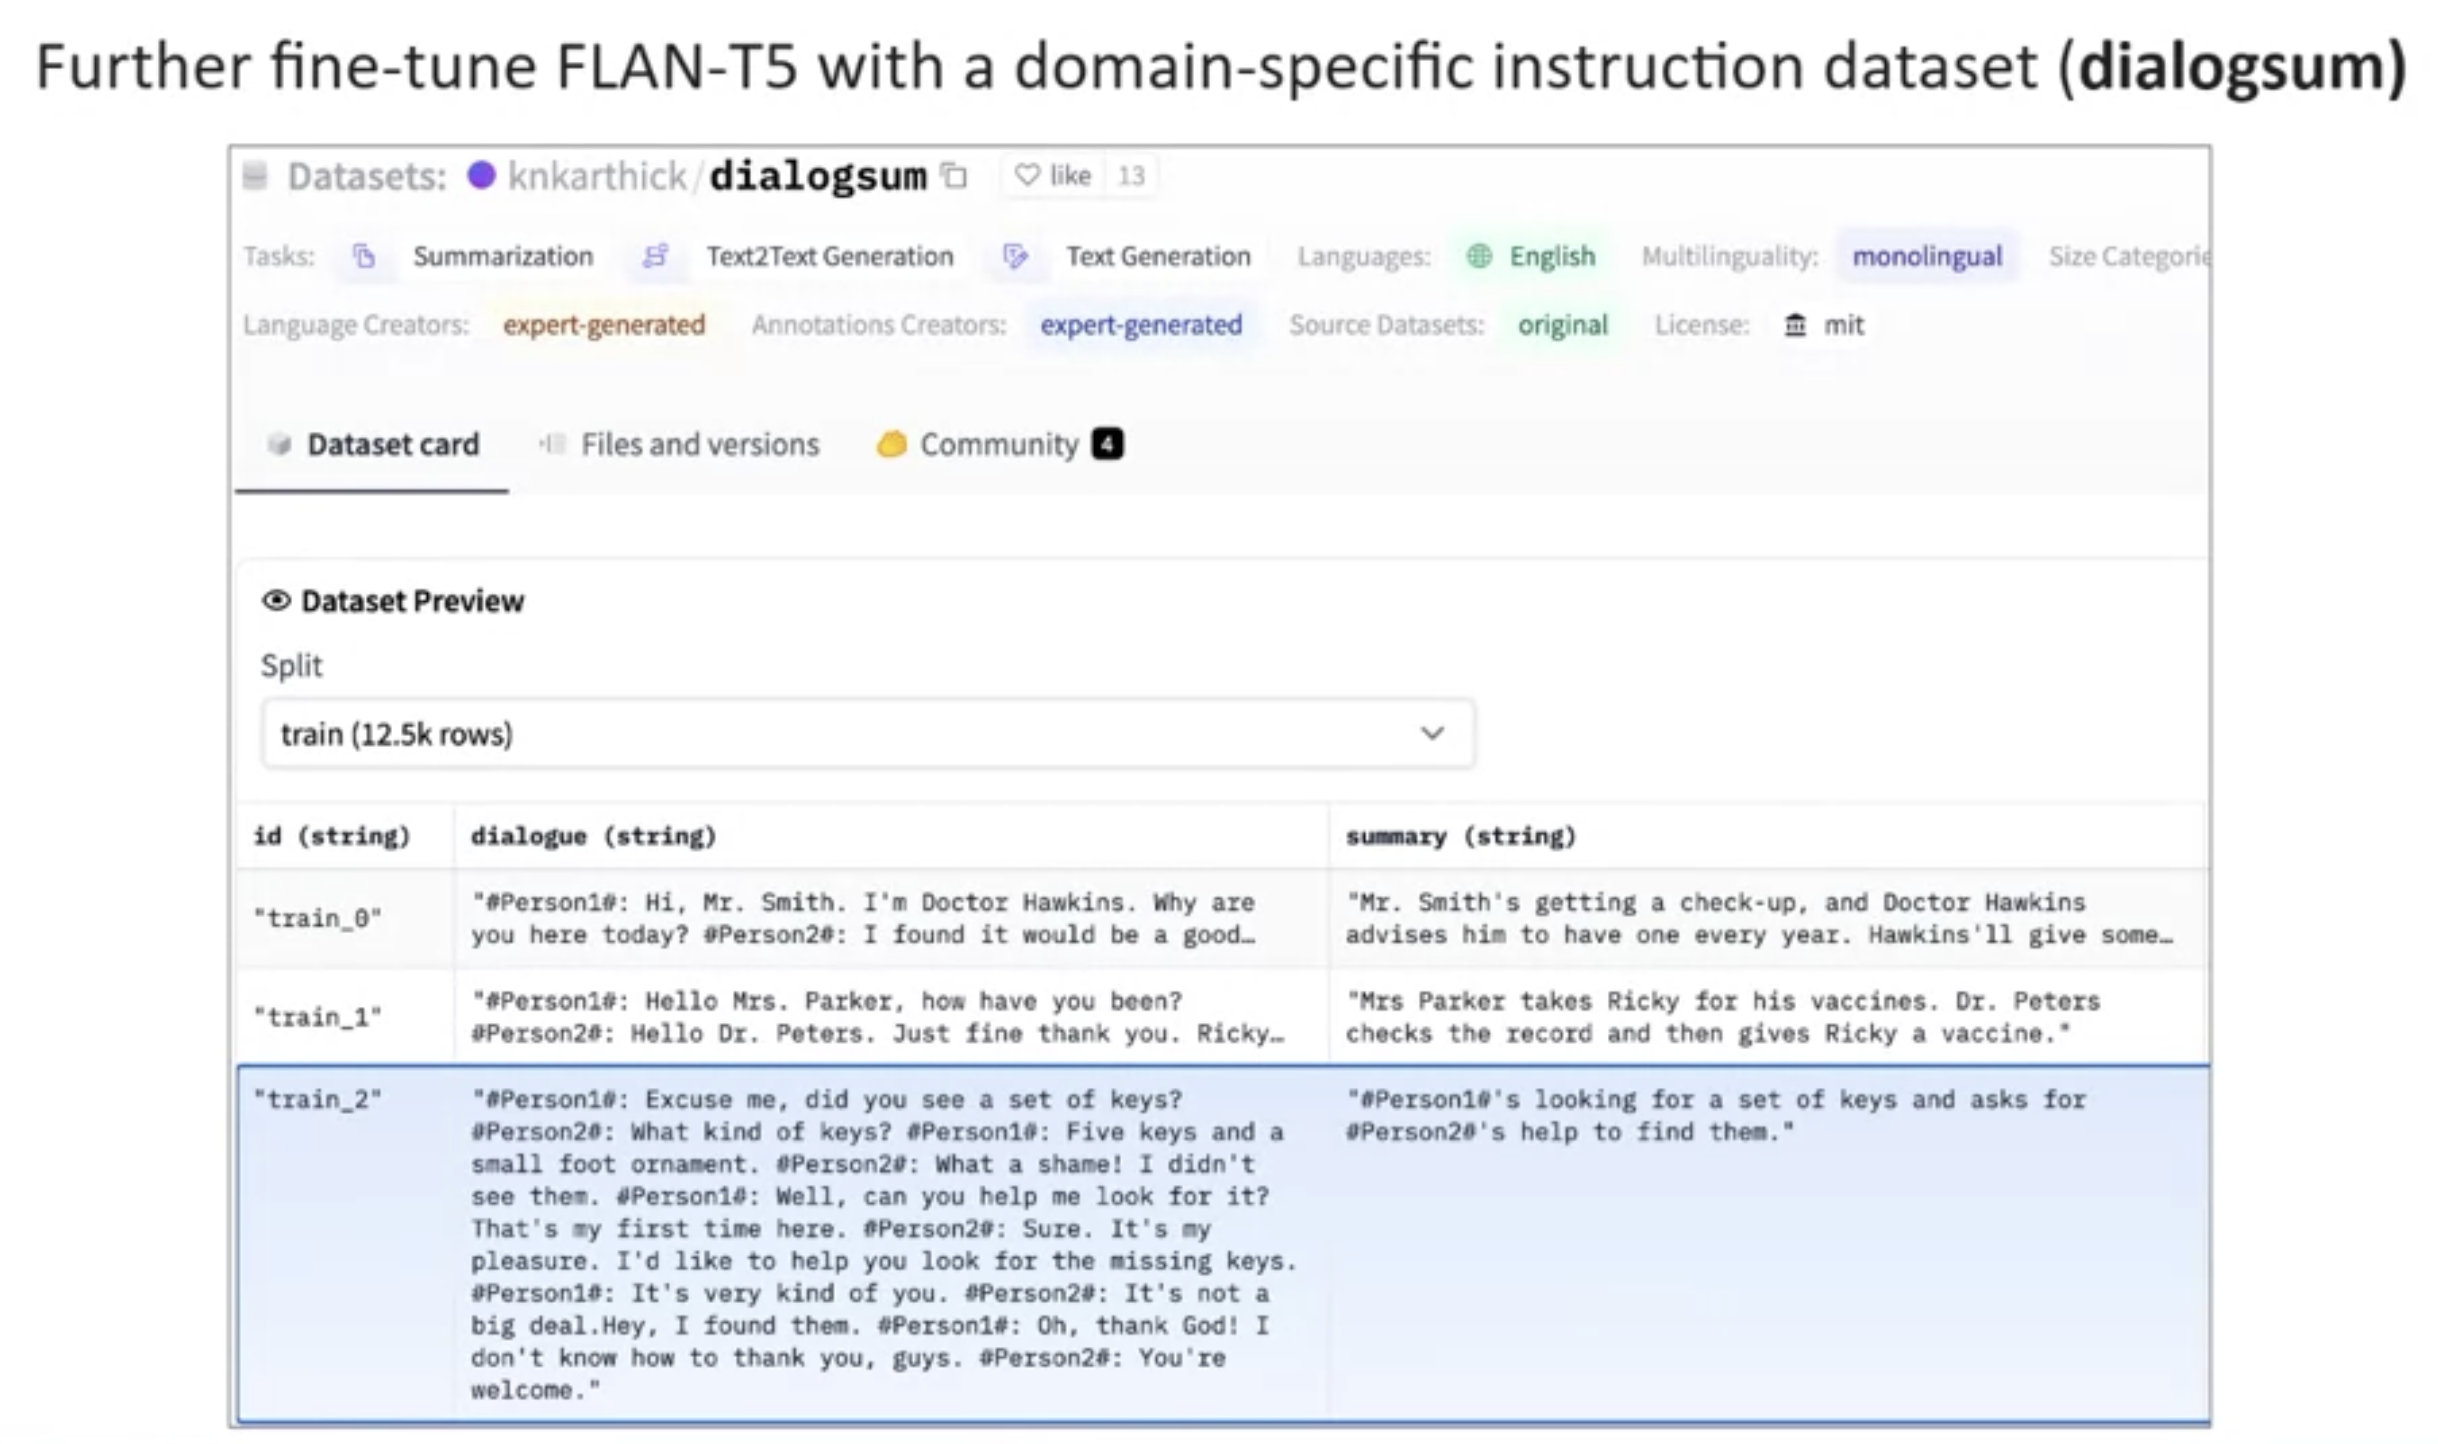 Further fine-tune FLAN-T5 with a domain-specific instruction dataset (dialogsum)
Datasets: knkarthick/dialogsum like 13
Tasks: Summarization Text2Text Generation Text Generation Languages: English Multilinguality: monolingual Size Categorie
Language Creators: expert-generated Annotations Creators: expert-generated Source Datasets: original License: mit
Dataset card Files and versions Community 4
Dataset Preview
Split
train (12.5k rows)
id (string) dialogue (string) summary (string)
"train_0"
"#Person1#: Hi, Mr. Smith. I'm Doctor Hawkins. Why are
you here today? #Person2#: I found it would be a good…
"Mr. Smith's getting a check-up, and Doctor Hawkins
advises him to have one every year. Hawkins'll give some…
"train_1"
"#Person1#: Hello Mrs. Parker, how have you been?
#Person2#: Hello Dr. Peters. Just fine thank you. Ricky…
"Mrs Parker takes Ricky for his vaccines. Dr. Peters
checks the record and then gives Ricky a vaccine."
"train_2"
"#Person1#: Excuse me, did you see a set of keys?
#Person2#: What kind of keys? #Person1#: Five keys and a
small foot ornament. #Person2#: What a shame! I didn't
see them. #Person1#: Well, can you help me look for it?
That's my first time here. #Person2#: Sure. It's my
pleasure. I'd like to help you look for the missing keys.
#Person1#: It's very kind of you. #Person2#: It's not a
big deal.Hey, I found them. #Person1#: Oh, thank God! I
don't know how to thank you, guys. #Person2#: You're
welcome."
"#Person1#'s looking for a set of keys and asks for
#Person2#'s help to find them."